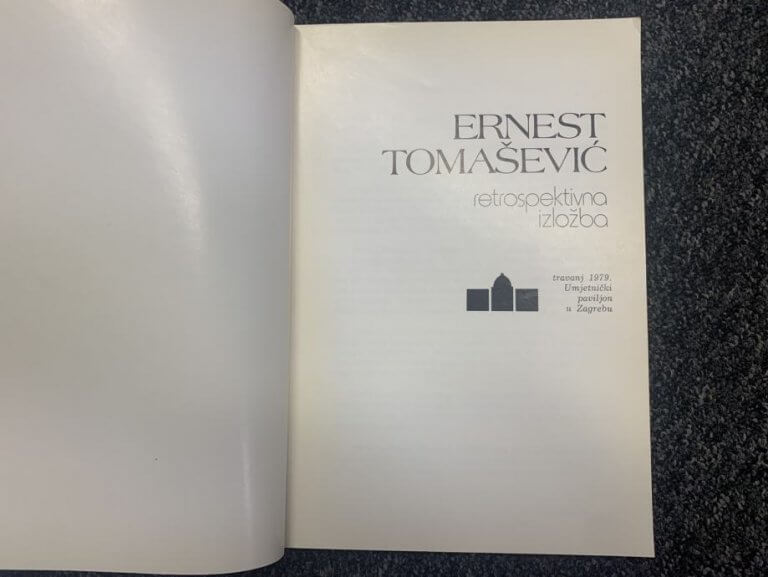 ERNEST
TOMAŠEVIĆ
retrospektivna
izložba
travanj 1979.
Umjetnički
paviljon
u Zagrebu